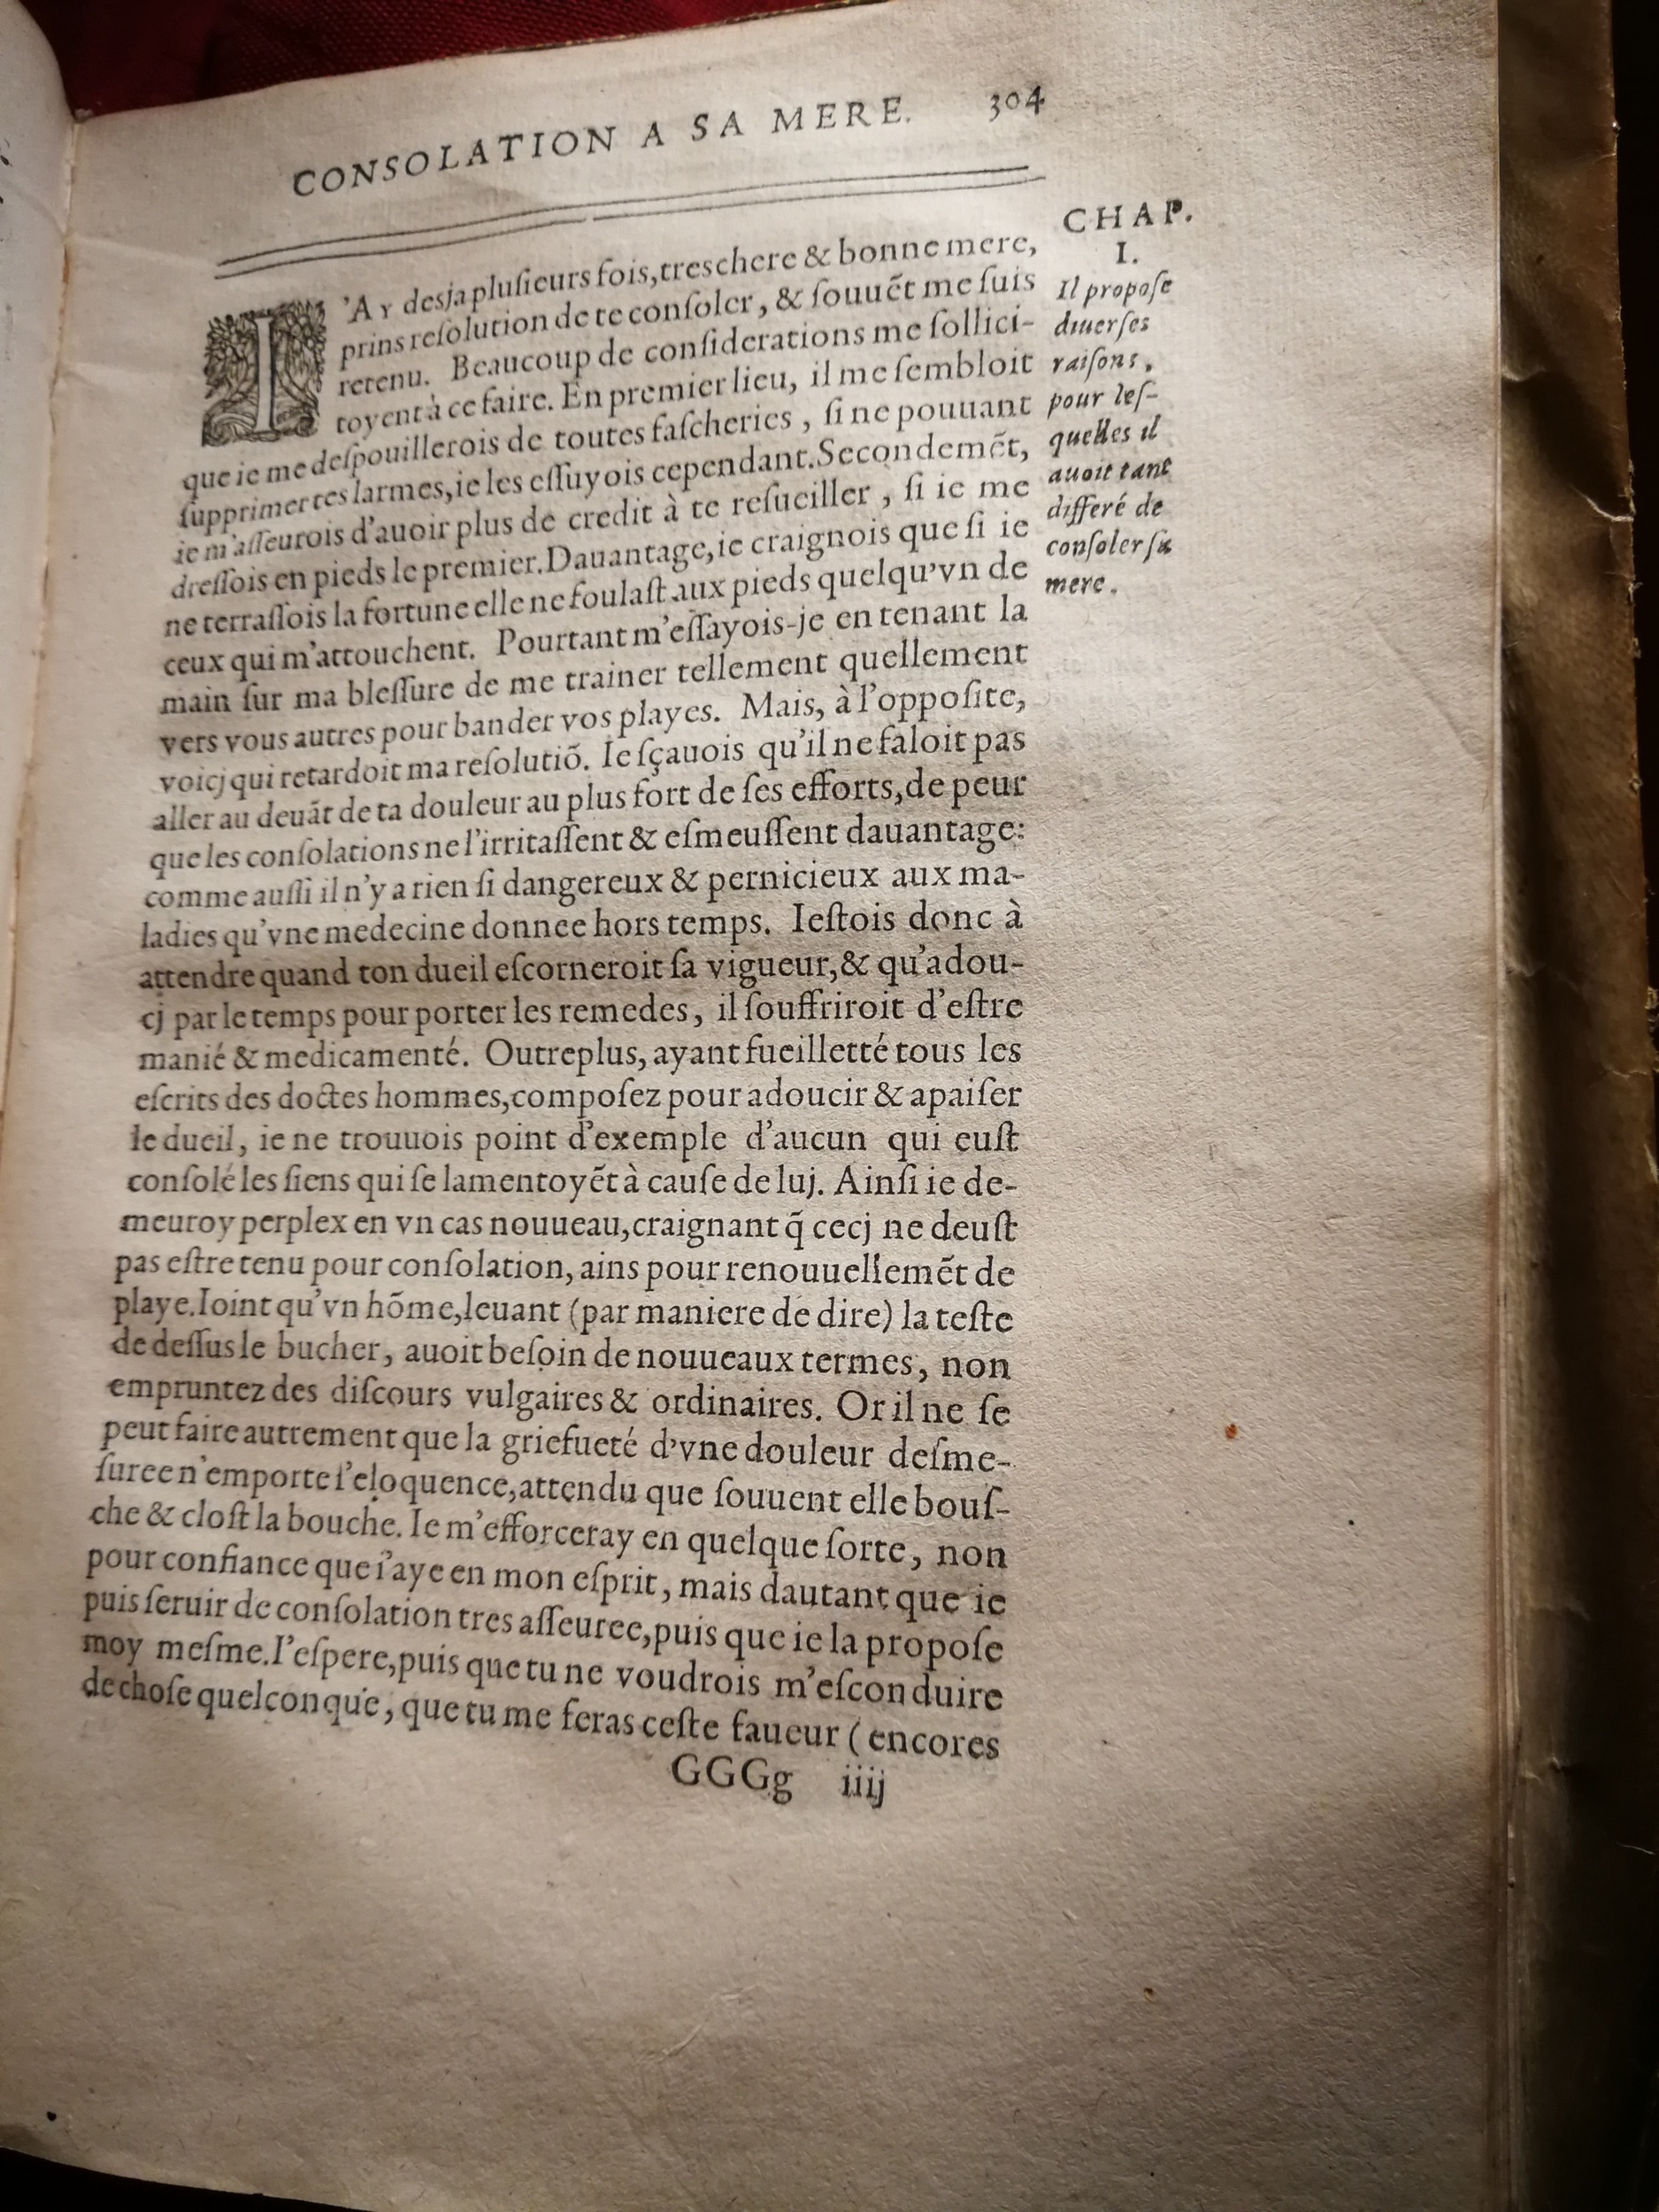 CONSOLATION A SA MERE. 304
CHAP.
I.
Il propose
diuerſes
raiſons,
pour leſ-
quelles il
auoit tant
differé de
conſoler ſa
mere.
I'Ay desja pluſieurs fois, treschere & bonne mere,
prins reſolution de te conſoler, & ſouuẽt me ſuis
retenu. Beaucoup de conſiderations me ſollici-
toyent à ce faire. En premier lieu, il me ſembloit
que ie me deſpouillerois de toutes faſcheries, ſi ne pouuant
ſupprimer tes larmes, ie les eſſuyois cependant. Secondemẽt,
ie m'aſſeurois d'auoir plus de credit à te reſueiller, ſi ie me
dreſſois en pieds le premier. Dauantage, ie craignois que ſi ie
ne terraſſois la fortune elle ne foulaſt aux pieds quelqu'vn de
ceux qui m'attouchent. Pourtant m'eſſayois-je en tenant la
main ſur ma bleſſure de me trainer tellement quellement
vers vous autres pour bander vos playes. Mais, à l'oppoſite,
voicj qui retardoit ma reſolutiõ. Ie ſçauois qu'il ne faloit pas
aller au deuãt de ta douleur au plus fort de ſes efforts, de peur
que les conſolations ne l'irritaſſent & eſmeuſſent dauantage:
comme auſſi il n'y a rien ſi dangereux & pernicieux aux ma-
ladies qu'vne medecine donnee hors temps. Ieſtois donc à
attendre quand ton dueil eſcorneroit ſa vigueur, & qu'adou-
cj par le temps pour porter les remedes, il ſouffriroit d'eſtre
manié & medicamenté. Outreplus, ayant fueilletté tous les
eſcrits des doctes hommes, compoſez pour adoucir & apaiſer
le dueil, ie ne trouuois point d'exemple d'aucun qui euſt
conſolé les ſiens qui ſe lamentoyẽt à cauſe de luj. Ainſi ie de-
meuroy perplex en vn cas nouueau, craignant q̃ cecj ne deuſt
pas eſtre tenu pour conſolation, ains pour renouuellemẽt de
playe. Ioint qu'vn hõme, leuant (par maniere de dire) la teſte
de deſſus le bucher, auoit beſoin de nouueaux termes, non
empruntez des diſcours vulgaires & ordinaires. Or il ne ſe
peut faire autrement que la griefueté d'vne douleur deſme-
ſuree n'emporte l'eloquence, attendu que ſouuent elle bouſ-
che & cloſt la bouche. Ie m'efforceray en quelque ſorte, non
pour confiance que i'aye en mon eſprit, mais dautant que ie
puis ſeruir de conſolation tres aſſeuree, puis que ie la propoſe
moy meſme. I'eſpere, puis que tu ne voudrois m'eſconduire
de choſe quelconque, que tu me feras ceſte faueur (encores
GGGg iiij